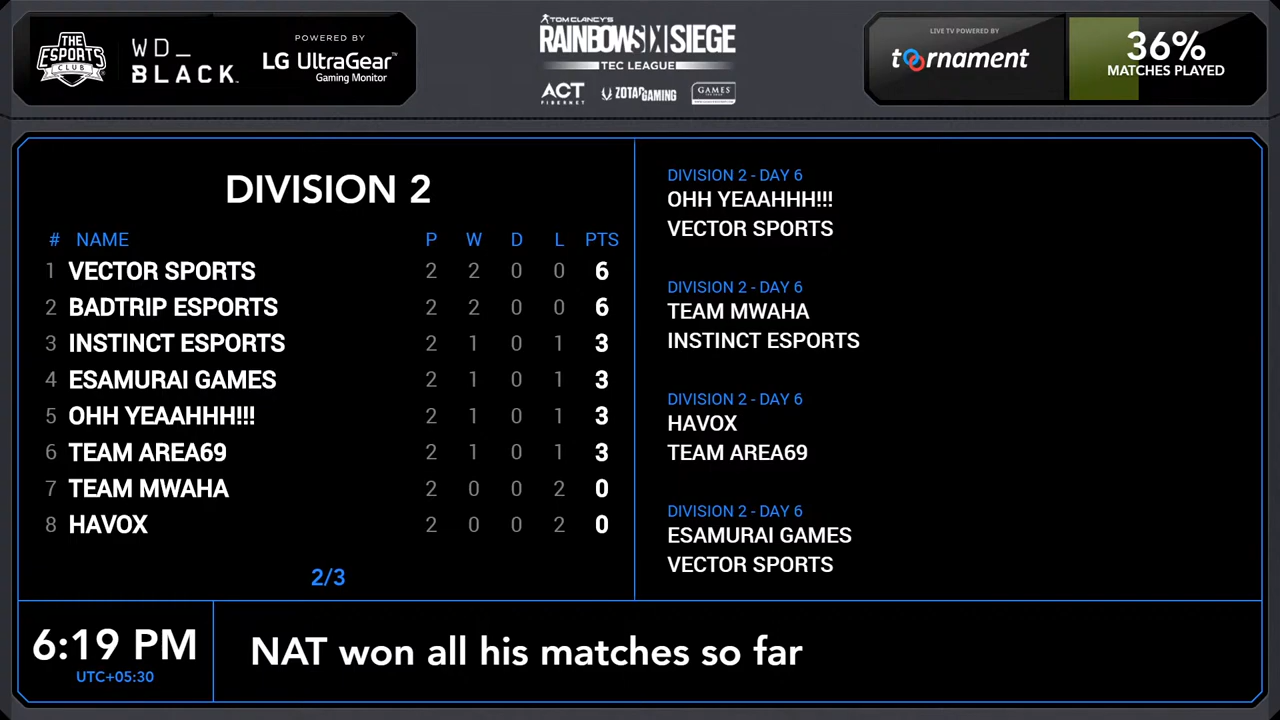 THE ESPORTS CLUB
WD_BLACK.
POWERED BY
LG UltraGear™
Gaming Monitor
TOM CLANCY'S
RAINBOW SIX SIEGE
TEC LEAGUE
ACT FIBERNET
ZOTAC GAMING
GAMES
LIVE TV POWERED BY
toornament
36%
MATCHES PLAYED
DIVISION 2
# NAME P W D L PTS
1 VECTOR SPORTS 2 2 0 0 6
2 BADTRIP ESPORTS 2 2 0 0 6
3 INSTINCT ESPORTS 2 1 0 1 3
4 ESAMURAI GAMES 2 1 0 1 3
5 OHH YEAAHHH!!! 2 1 0 1 3
6 TEAM AREA69 2 1 0 1 3
7 TEAM MWAHA 2 0 0 2 0
8 HAVOX 2 0 0 2 0
2/3
DIVISION 2 - DAY 6
OHH YEAAHHH!!!
VECTOR SPORTS
DIVISION 2 - DAY 6
TEAM MWAHA
INSTINCT ESPORTS
DIVISION 2 - DAY 6
HAVOX
TEAM AREA69
DIVISION 2 - DAY 6
ESAMURAI GAMES
VECTOR SPORTS
6:19 PM
UTC+05:30
NAT won all his matches so far